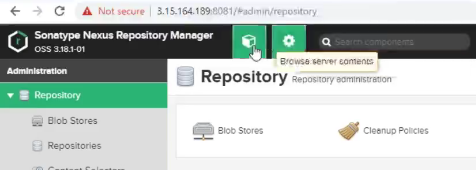 Not secure | 3.15.164.189:8081/#admin/repository
Sonatype Nexus Repository Manager
OSS 3.18.1-01
Search components
Browse server contents
Administration
Repository
Repository administration
Repository
Blob Stores
Cleanup Policies
Blob Stores
Repositories
Content Selectors